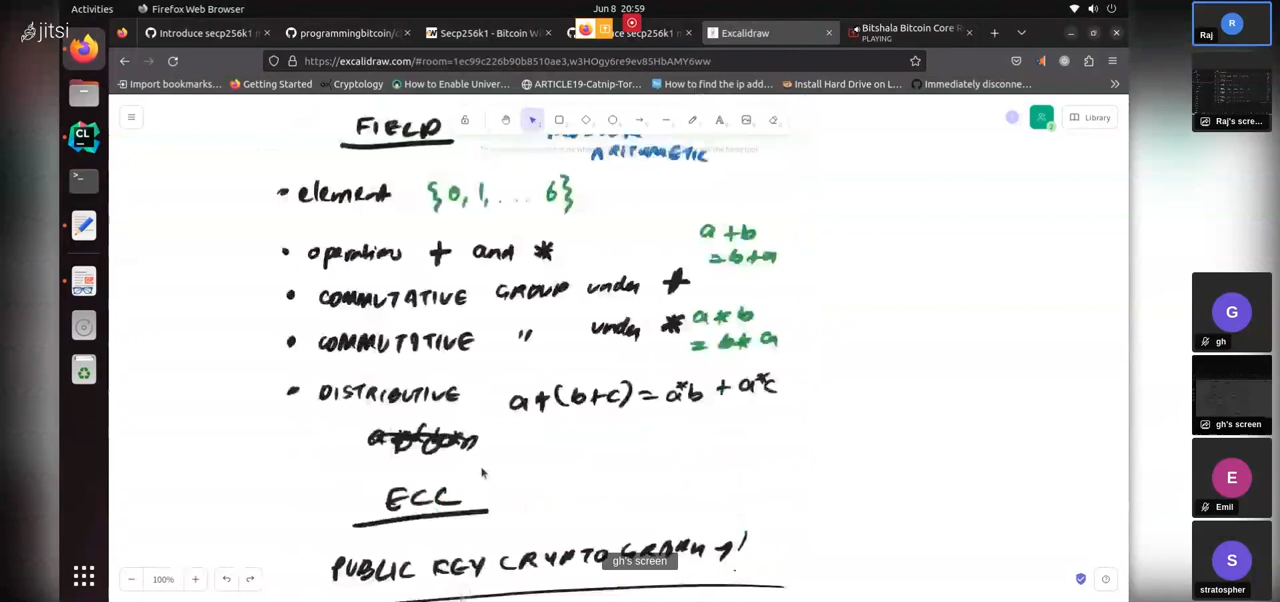 Activities
Firefox Web Browser
Jun 8 20:59
jitsi
Introduce secp256k1
programmingbitcoin/c
Secp256k1 - Bitcoin Wi
ce secp256k1 m
Excalidraw
Bitshala Bitcoin Core R
PLAYING
https://excalidraw.com/#room=1ec99c226b90b8510ae3,w3HOgy6re9ev85HbAMY6ww
Import bookmarks...
Getting Started
Cryptology
How to Enable Univer...
ARTICLE19-Catnip-Tor...
How to find the ip add...
Install Hard Drive on L...
Immediately disconne...
Library
FIELD
ARITHMETIC
• element {0, 1, ... 6}
• operations + and *
a + b
= b + a
• COMMUTATIVE GROUP under +
• COMMUTATIVE " under *
a * b
= b * a
• DISTRIBUTIVE a+(b+c) = a*b + a*c
ECC
PUBLIC KEY CRYPTOGRAPHY
gh's screen
100%
R
Raj
Raj's scre...
G
gh
gh's screen
E
Emil
S
stratospher